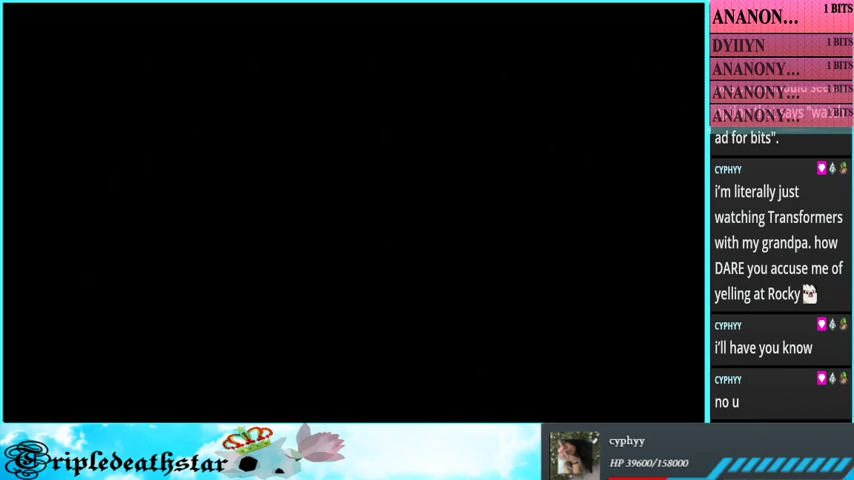 ANANON... 1 BITS
DYIIYN 1 BITS
ANANONY... 1 BITS
ANANONY... 1 BITS
ANANONY... 1 BITS
says "watch
ad for bits".
CYPHYY
i'm literally just
watching Transformers
with my grandpa. how
DARE you accuse me of
yelling at Rocky
CYPHYY
i'll have you know
CYPHYY
no u
Tripledeathstar
cyphyy
HP 39600/158000